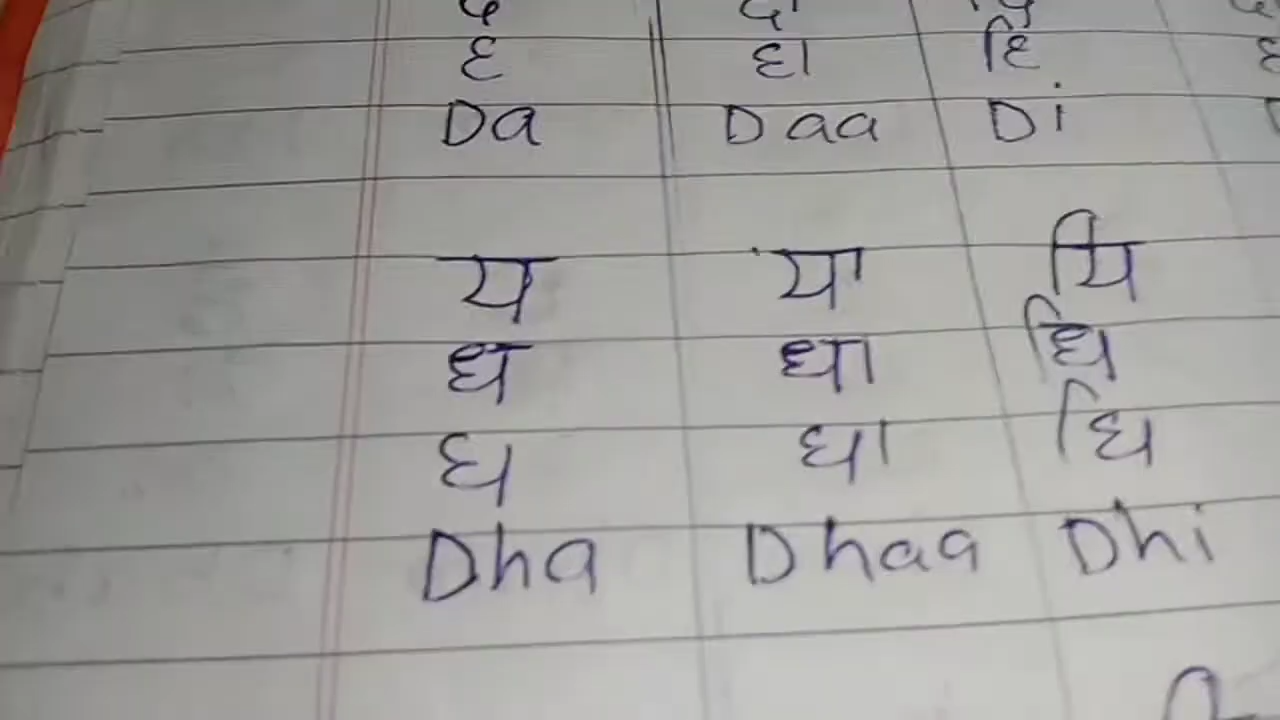 દ દા દિ
Da Daa Di
ਧ ਧਾ ਧਿ
ध धा धि
ધ ધા ધિ
Dha Dhaa Dhi